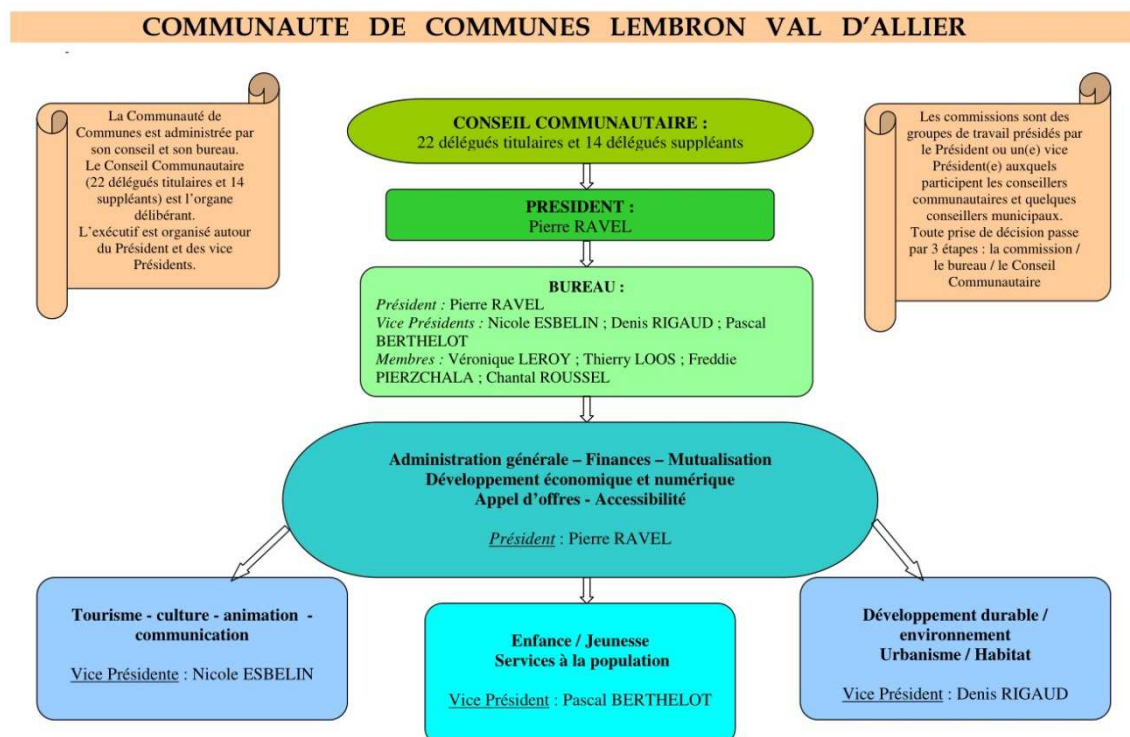 COMMUNAUTE DE COMMUNES LEMBRON VAL D’ALLIER
La Communauté de
Communes est administrée par
son conseil et son bureau.
Le Conseil Communautaire
(22 délégués titulaires et 14
suppléants) est l’organe
délibérant.
L’exécutif est organisé autour
du Président et des vice
Présidents.
CONSEIL COMMUNAUTAIRE :
22 délégués titulaires et 14 délégués suppléants
Les commissions sont des
groupes de travail présidés par
le Président ou un(e) vice
Président(e) auxquels
participent les conseillers
communautaires et quelques
conseillers municipaux.
Toute prise de décision passe
par 3 étapes : la commission /
le bureau / le Conseil
Communautaire
PRESIDENT :
Pierre RAVEL
BUREAU :
Président : Pierre RAVEL
Vice Présidents : Nicole ESBELIN ; Denis RIGAUD ; Pascal
BERTHELOT
Membres : Véronique LEROY ; Thierry LOOS ; Freddie
PIERZCHALA ; Chantal ROUSSEL
Administration générale – Finances – Mutualisation
Développement économique et numérique
Appel d’offres - Accessibilité
Président : Pierre RAVEL
Tourisme - culture - animation -
communication
Vice Présidente : Nicole ESBELIN
Enfance / Jeunesse
Services à la population
Vice Président : Pascal BERTHELOT
Développement durable /
environnement
Urbanisme / Habitat
Vice Président : Denis RIGAUD